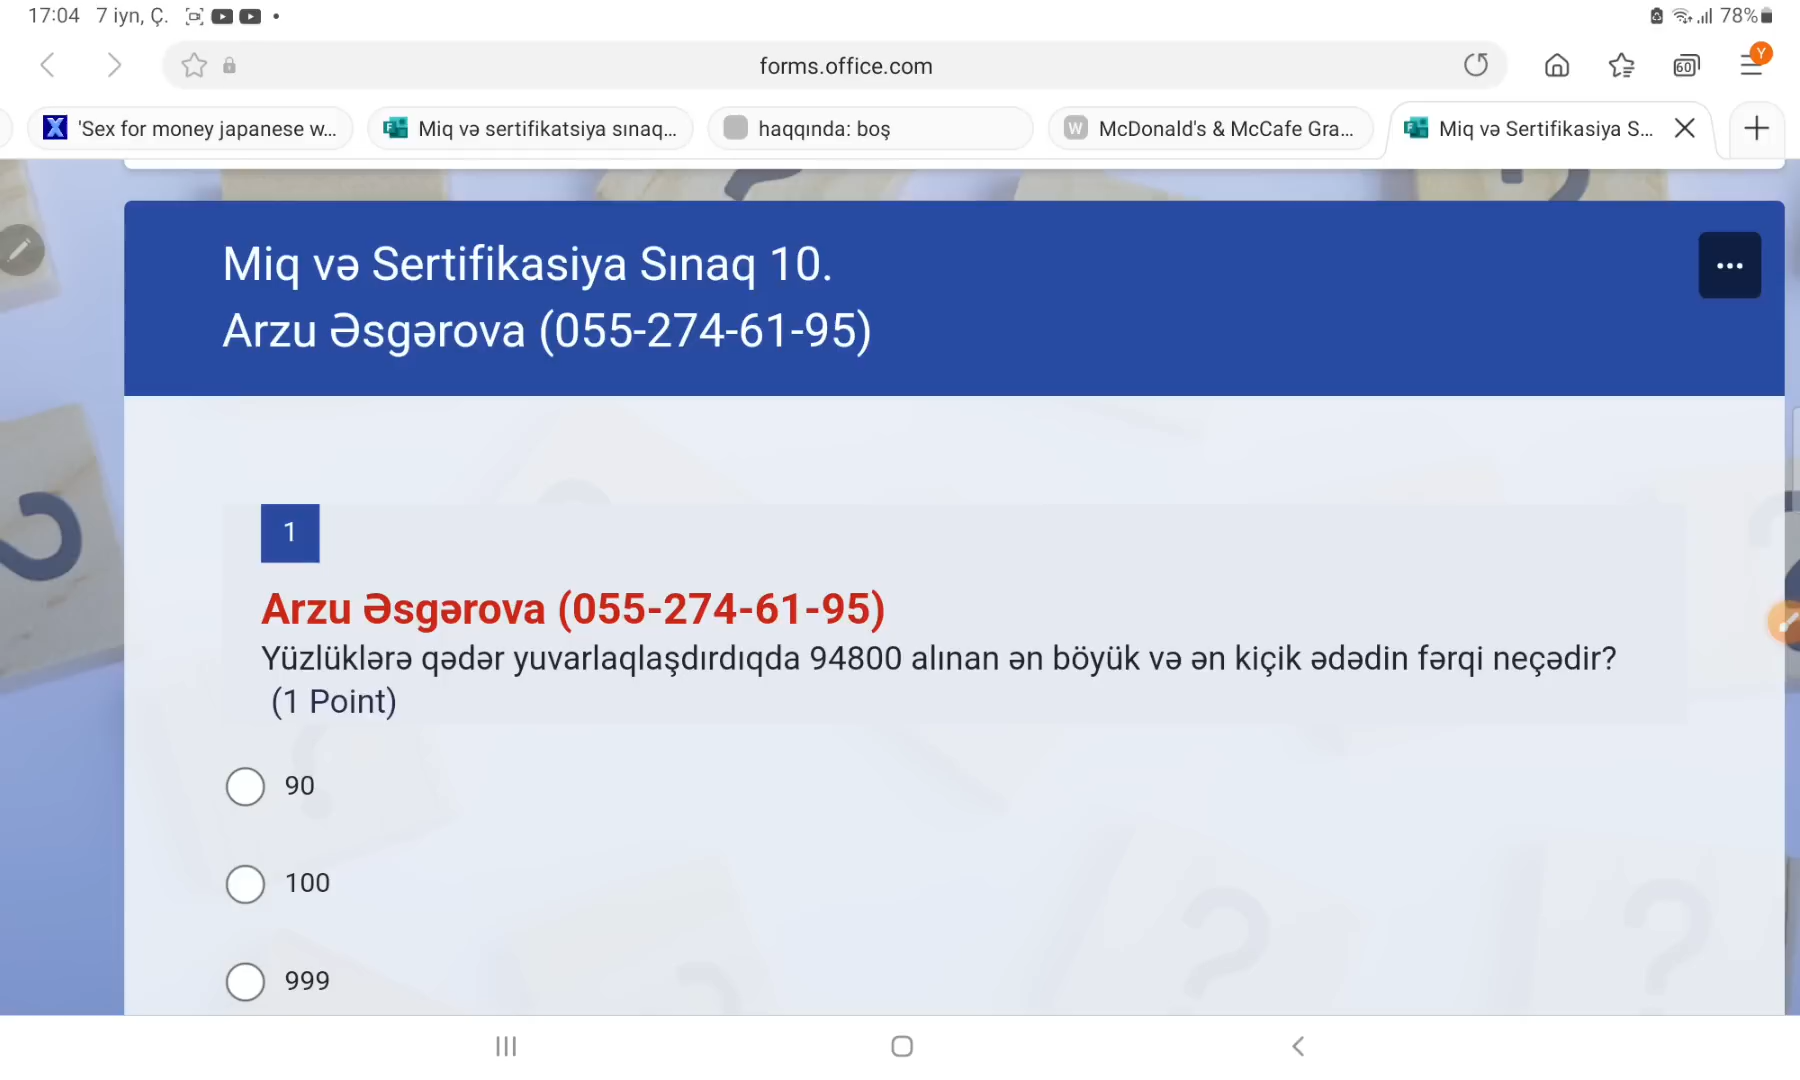 17:04 7 iyn, Ç. 78%
forms.office.com 60 Y
'Sex for money japanese w... Miq və sertifikatsiya sınaq... haqqında: boş W McDonald's & McCafe Gra... Miq və Sertifikasiya S...
Miq və Sertifikasiya Sınaq 10.
Arzu Əsgərova (055-274-61-95)
1
Arzu Əsgərova (055-274-61-95)
Yüzlüklərə qədər yuvarlaqlaşdırdıqda 94800 alınan ən böyük və ən kiçik ədədin fərqi neçədir?
(1 Point)
90
100
999